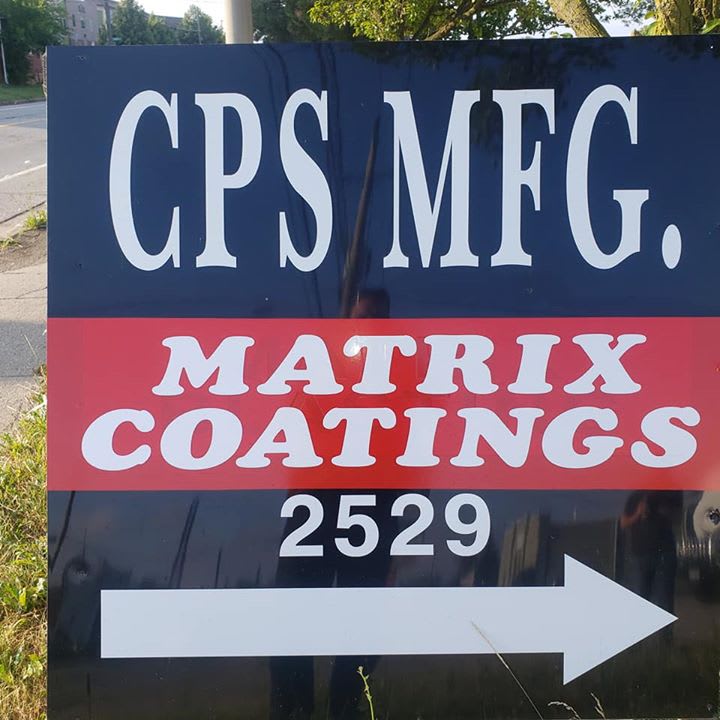 CPS MFG.
MATRIX
COATINGS
2529